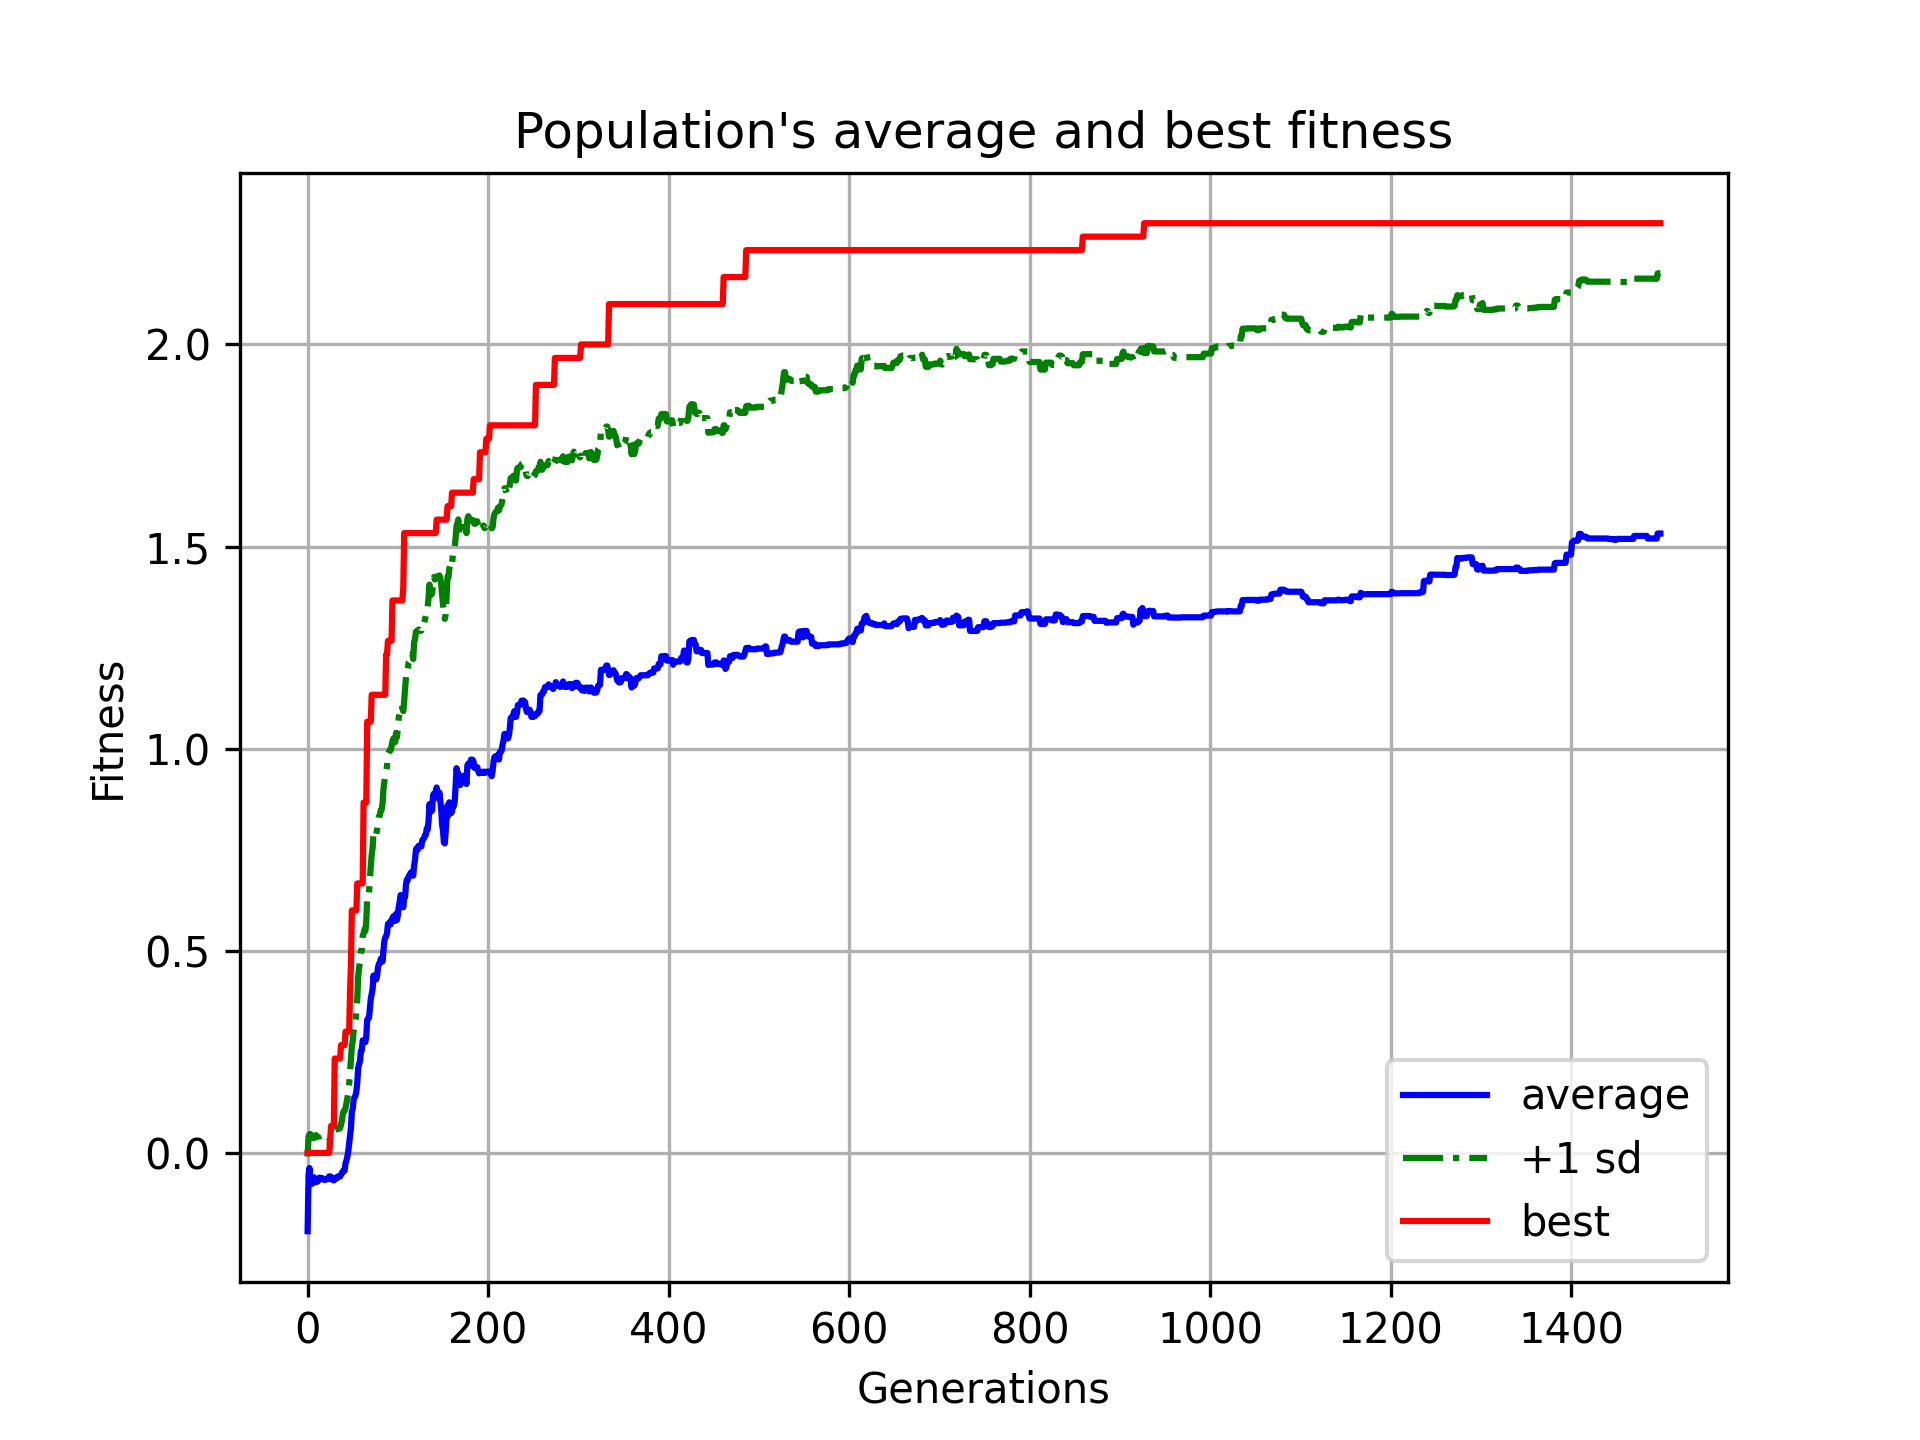 Population's average and best fitness
Fitness
2.0
1.5
1.0
0.5
0.0
0 200 400 600 800 1000 1200 1400
Generations
average
+1 sd
best